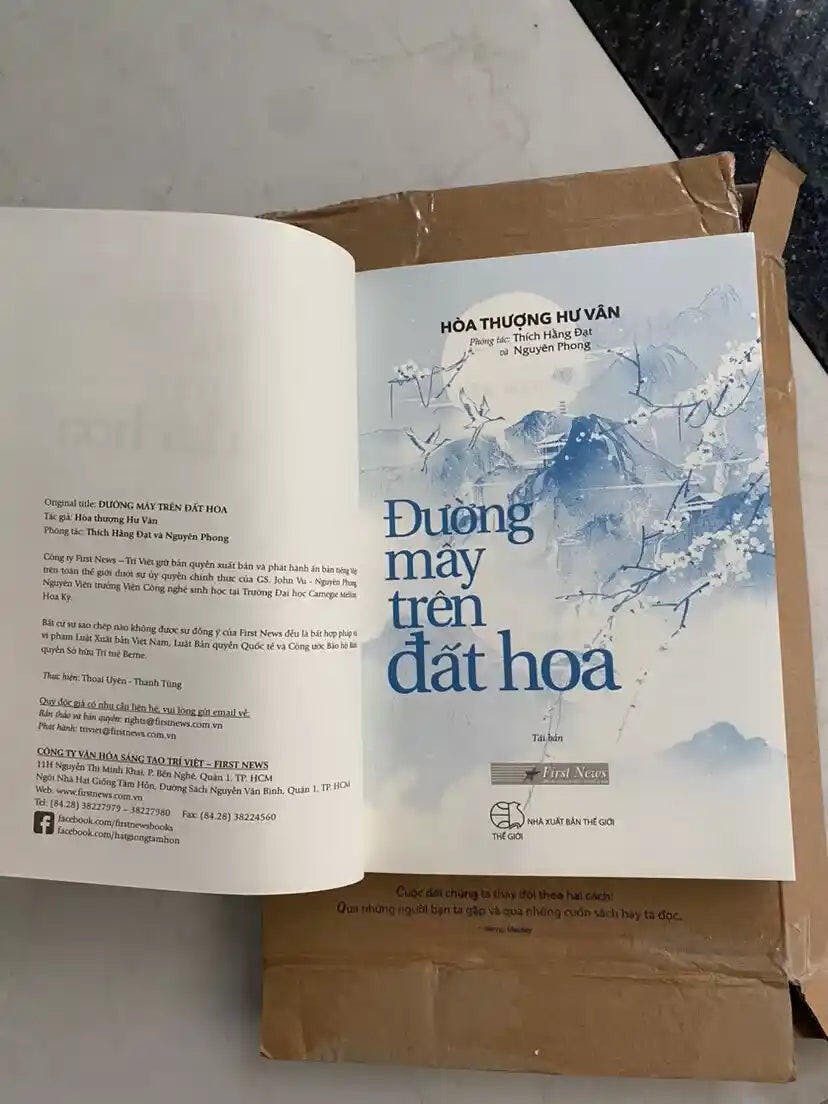 Original title: ĐƯỜNG MÂY TRÊN ĐẤT HOA
Tác giả: Hòa thượng Hư Vân
Phóng tác: Thích Hằng Đạt và Nguyên Phong
Công ty First News – Trí Việt giữ bản quyền xuất bản và phát hành ấn bản tiếng Việt
trên toàn thế giới dưới sự ủy quyền chính thức của GS. John Vu - Nguyên Phong
Nguyên Viện trưởng Viện Công nghệ sinh học tại Trường Đại học Carnegie Mellon
Hoa Kỳ.
Bất cứ sự sao chép nào không được sự đồng ý của First News đều là bất hợp pháp và
vi phạm Luật Xuất bản Việt Nam, Luật Bản quyền Quốc tế và Công ước Bảo hộ Bản
quyền Sở hữu Trí tuệ Berne.
Thực hiện: Thoại Uyên - Thanh Tùng
Quý độc giả có nhu cầu liên hệ, vui lòng gửi email về:
Bản thảo và bản quyền: rights@firstnews.com.vn
Phát hành: triviet@firstnews.com.vn
CÔNG TY VĂN HÓA SÁNG TẠO TRÍ VIỆT – FIRST NEWS
11H Nguyễn Thị Minh Khai, P. Bến Nghé, Quận 1, TP. HCM
Ngôi Nhà Hạt Giống Tâm Hồn, Đường Sách Nguyễn Văn Bình, Quận 1, TP. HCM
Web: www.firstnews.com.vn
Tel: (84.28) 38227979 – 38227980 Fax: (84.28) 38224560
facebook.com/firstnewsbooks
facebook.com/hatgiongtamhon
HÒA THƯỢNG HƯ VÂN
Phóng tác: Thích Hằng Đạt
và Nguyên Phong
Đường
mây
trên
đất hoa
Tái bản
First News
NHÀ XUẤT BẢN THẾ GIỚI
THẾ GIỚI
Cuộc đời chúng ta thay đổi theo hai cách:
Qua những người bạn ta gặp và qua những cuốn sách hay ta đọc.